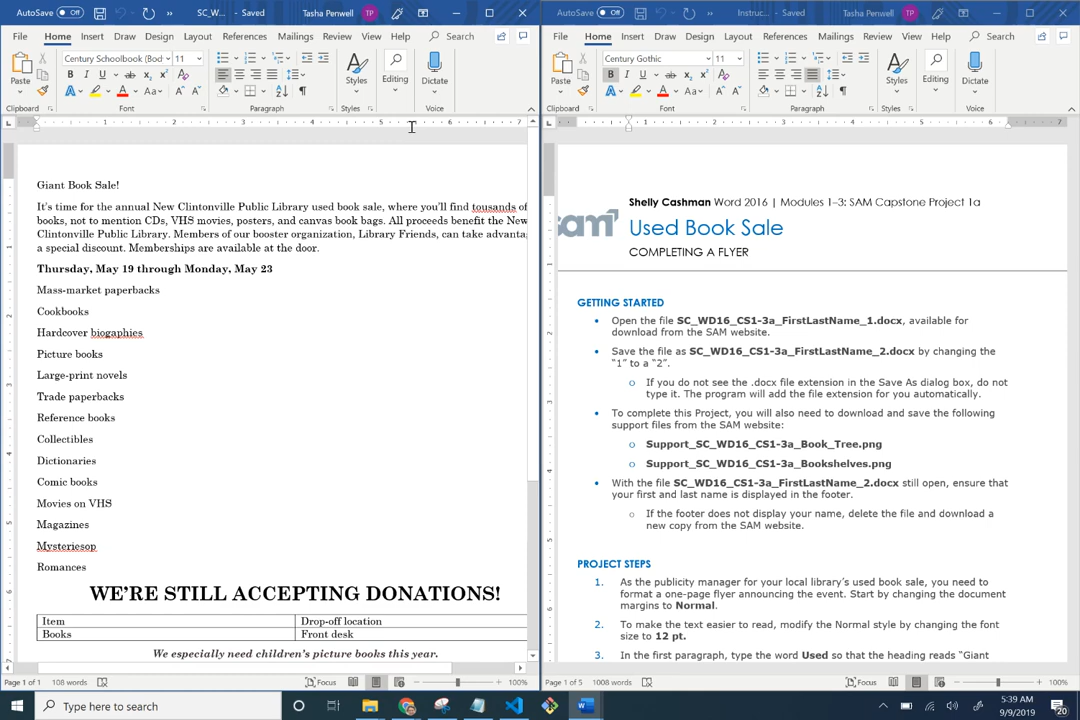 AutoSave Off SC_W... - Saved Tasha Penwell TP
File Home Insert Draw Design Layout References Mailings Review View Help Search
Century Schoolbook (Bod 11
Paste Editing Styles Dictate
Clipboard Font Paragraph Styles Voice
Giant Book Sale!
It's time for the annual New Clintonville Public Library used book sale, where you'll find tousands of
books, not to mention CDs, VHS movies, posters, and canvas book bags. All proceeds benefit the New
Clintonville Public Library. Members of our booster organization, Library Friends, can take advanta
a special discount. Memberships are available at the door.
Thursday, May 19 through Monday, May 23
Mass-market paperbacks
Cookbooks
Hardcover biogaphies
Picture books
Large-print novels
Trade paperbacks
Reference books
Collectibles
Dictionaries
Comic books
Movies on VHS
Magazines
Mysteriesop
Romances
WE'RE STILL ACCEPTING DONATIONS!
Item Drop-off location
Books Front desk
We especially need children's picture books this year.
Page 1 of 1 108 words Focus 100%
AutoSave Off Instruc... - Saved Tasha Penwell TP
File Home Insert Draw Design Layout References Mailings Review View Help Search
Century Gothic 11
Paste Styles Editing Dictate
Clipboard Font Paragraph Styles Voice
sam
Shelly Cashman Word 2016 | Modules 1–3: SAM Capstone Project 1a
Used Book Sale
COMPLETING A FLYER
GETTING STARTED
• Open the file SC_WD16_CS1-3a_FirstLastName_1.docx, available for
download from the SAM website.
• Save the file as SC_WD16_CS1-3a_FirstLastName_2.docx by changing the
“1” to a “2”.
o If you do not see the .docx file extension in the Save As dialog box, do not
type it. The program will add the file extension for you automatically.
• To complete this Project, you will also need to download and save the following
support files from the SAM website:
o Support_SC_WD16_CS1-3a_Book_Tree.png
o Support_SC_WD16_CS1-3a_Bookshelves.png
• With the file SC_WD16_CS1-3a_FirstLastName_2.docx still open, ensure that
your first and last name is displayed in the footer.
o If the footer does not display your name, delete the file and download a
new copy from the SAM website.
PROJECT STEPS
1. As the publicity manager for your local library's used book sale, you need to
format a one-page flyer announcing the event. Start by changing the document
margins to Normal.
2. To make the text easier to read, modify the Normal style by changing the font
size to 12 pt.
3. In the first paragraph, type the word Used so that the heading reads “Giant
Page 1 of 5 1008 words Focus 100%
Type here to search
5:39 AM
9/9/2019
20